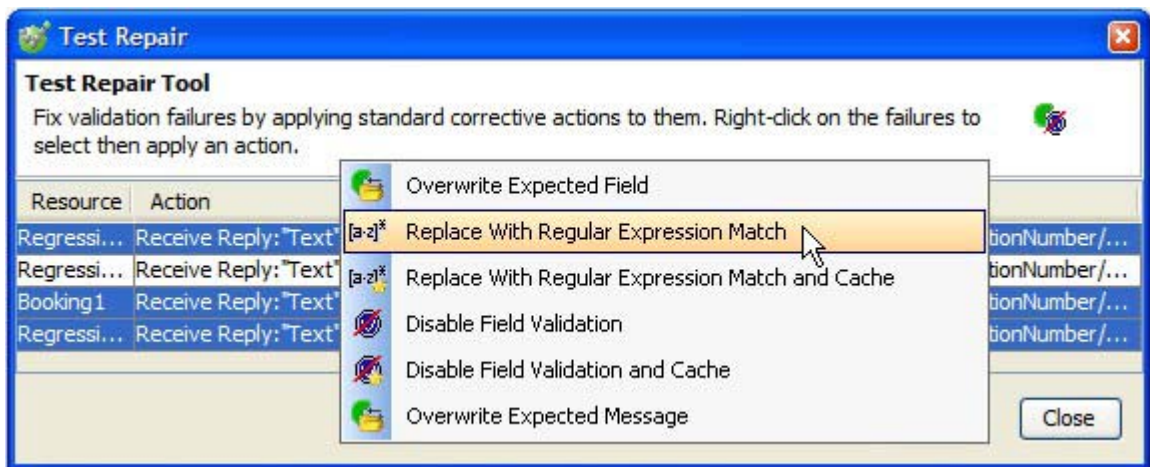 Test Repair
Test Repair Tool
Fix validation failures by applying standard corrective actions to them. Right-click on the failures to
select then apply an action.
Resource Action
Regressi... Receive Reply:"Text" tionNumber/...
Regressi... Receive Reply:"Text" tionNumber/...
Booking1 Receive Reply:"Text"
Regressi... Receive Reply:"Text" tionNumber/...
Overwrite Expected Field
[a-z]* Replace With Regular Expression Match
[a-z]* Replace With Regular Expression Match and Cache
Disable Field Validation
Disable Field Validation and Cache
Overwrite Expected Message
Close